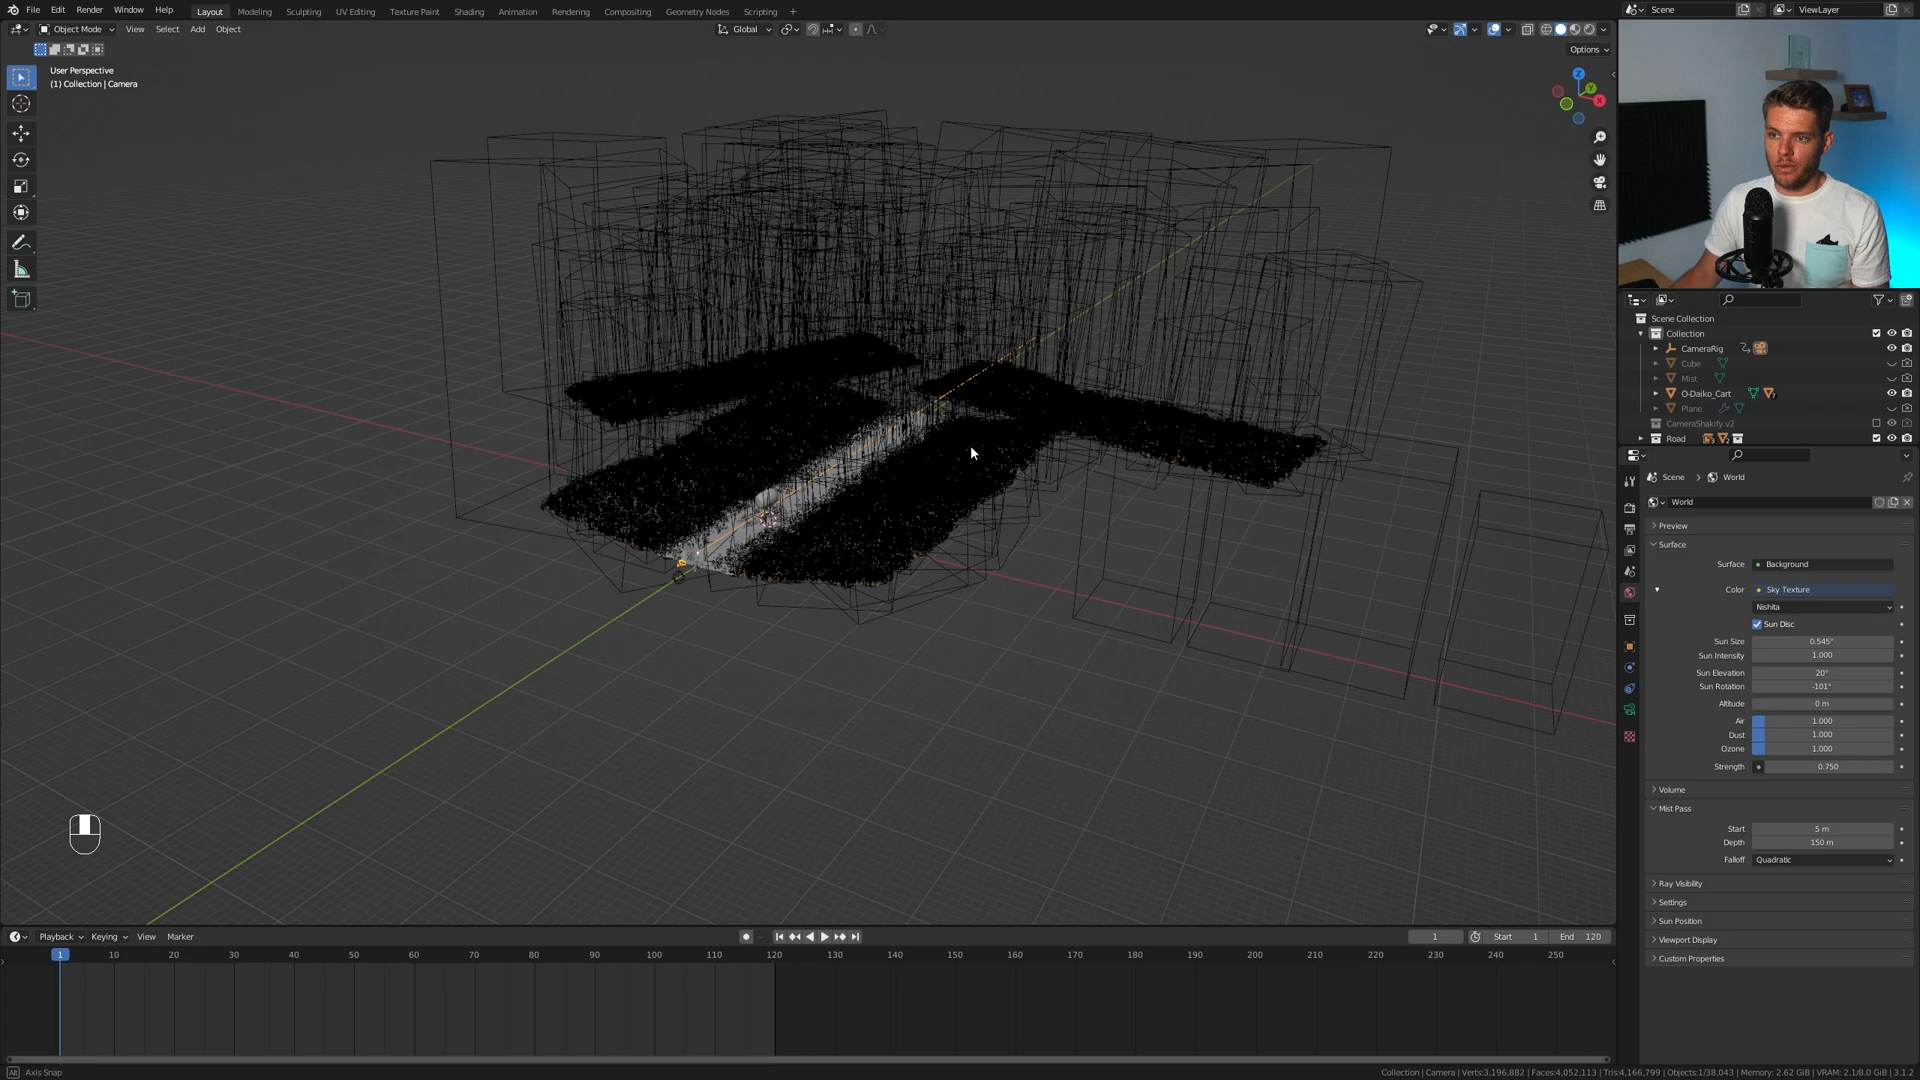 File Edit Render Window Help Layout Modeling Sculpting UV Editing Texture Paint Shading Animation Rendering Compositing Geometry Nodes Scripting +
Scene ViewLayer
Object Mode View Select Add Object
Global
Options
User Perspective
(1) Collection | Camera
Z
Y
X
Scene Collection
Collection
CameraRig
Cube
Mist
O-Daiko_Cart
Plane
CameraShakify.v2
Road
Scene World
World
Preview
Surface
Surface Background
Color Sky Texture
Nishita
Sun Disc
Sun Size 0.545°
Sun Intensity 1.000
Sun Elevation 20°
Sun Rotation -101°
Altitude 0 m
Air 1.000
Dust 1.000
Ozone 1.000
Strength 0.750
Volume
Mist Pass
Start 5 m
Depth 150 m
Falloff Quadratic
Ray Visibility
Settings
Sun Position
Viewport Display
Custom Properties
Playback Keying View Marker
1 Start 1 End 120
1 10 20 30 40 50 60 70 80 90 100 110 120 130 140 150 160 170 180 190 200 210 220 230 240 250
Alt Axis Snap
Collection | Camera | Verts:3,196,882 | Faces:4,052,113 | Tris:4,166,799 | Objects:1/38,043 | Memory: 2.62 GiB | VRAM: 2.1/8.0 GiB | 3.1.2